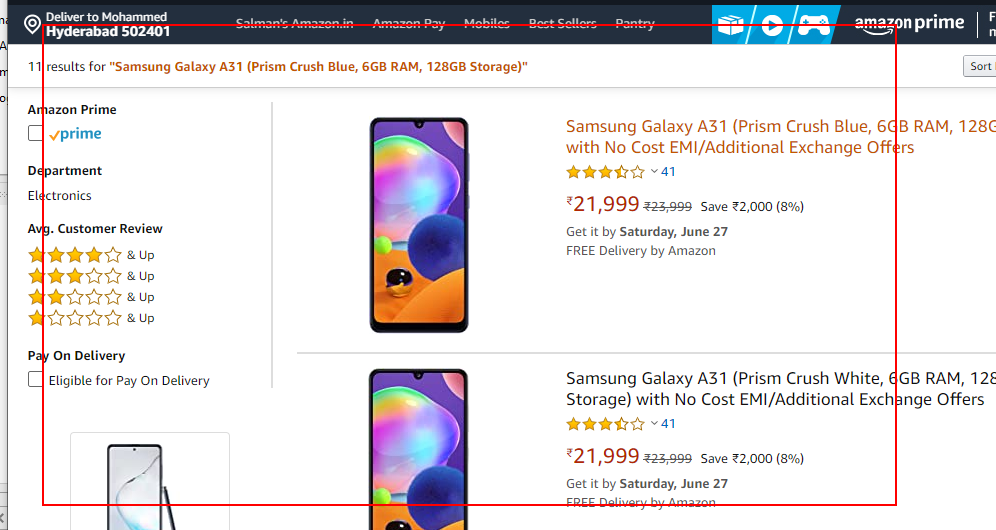 Deliver to Mohammed
Hyderabad 502401
Salman's Amazon.in Amazon Pay Mobiles Best Sellers Pantry
amazon prime
11 results for "Samsung Galaxy A31 (Prism Crush Blue, 6GB RAM, 128GB Storage)"
Sort
Amazon Prime
prime
Department
Electronics
Avg. Customer Review
& Up
& Up
& Up
& Up
Pay On Delivery
Eligible for Pay On Delivery
Samsung Galaxy A31 (Prism Crush Blue, 6GB RAM, 128G
with No Cost EMI/Additional Exchange Offers
41
₹21,999 ₹23,999 Save ₹2,000 (8%)
Get it by Saturday, June 27
FREE Delivery by Amazon
Samsung Galaxy A31 (Prism Crush White, 6GB RAM, 128
Storage) with No Cost EMI/Additional Exchange Offers
41
₹21,999 ₹23,999 Save ₹2,000 (8%)
Get it by Saturday, June 27
FREE Delivery by Amazon